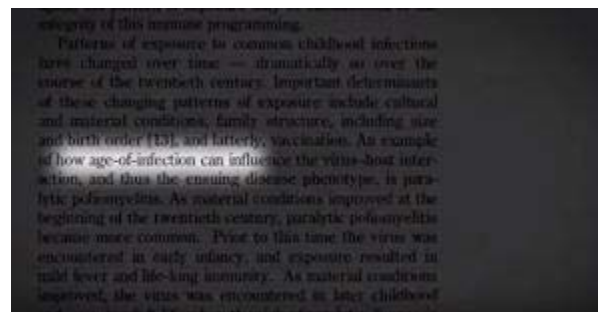 integrity of this immune programming.
Patterns of exposure to common childhood infections
have changed over time — dramatically so over the
course of the twentieth century. Important determinants
of these changing patterns of exposure include cultural
and material conditions, family structure, including size
and birth order [13], and latterly, vaccination. An example
of how age-of-infection can influence the virus–host inter-
action, and thus the ensuing disease phenotype, is para-
lytic poliomyelitis. As material conditions improved at the
beginning of the twentieth century, paralytic poliomyelitis
became more common. Prior to this time the virus was
encountered in early infancy, and exposure resulted in
mild fever and life-long immunity. As material conditions
improved, the virus was encountered in later childhood